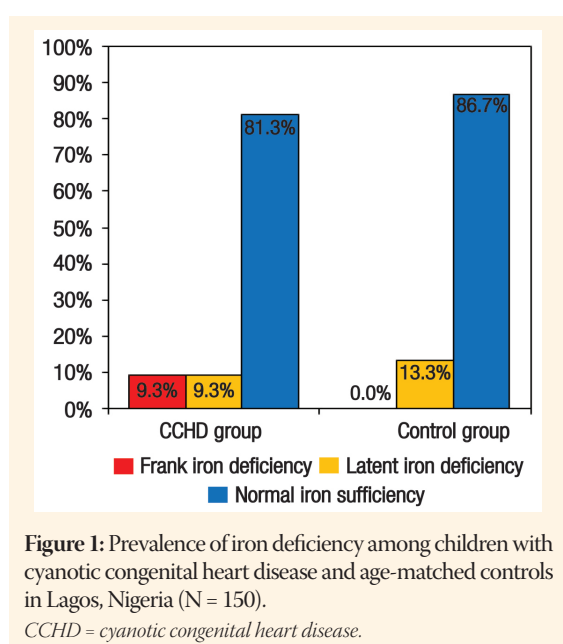 100%
90%
80%
70%
60%
50%
40%
30%
20%
10%
0%
9.3% 9.3% 81.3%
0.0% 13.3% 86.7%
CCHD group Control group
Frank iron deficiency Latent iron deficiency
Normal iron sufficiency
Figure 1: Prevalence of iron deficiency among children with
cyanotic congenital heart disease and age-matched controls
in Lagos, Nigeria (N = 150).
CCHD = cyanotic congenital heart disease.